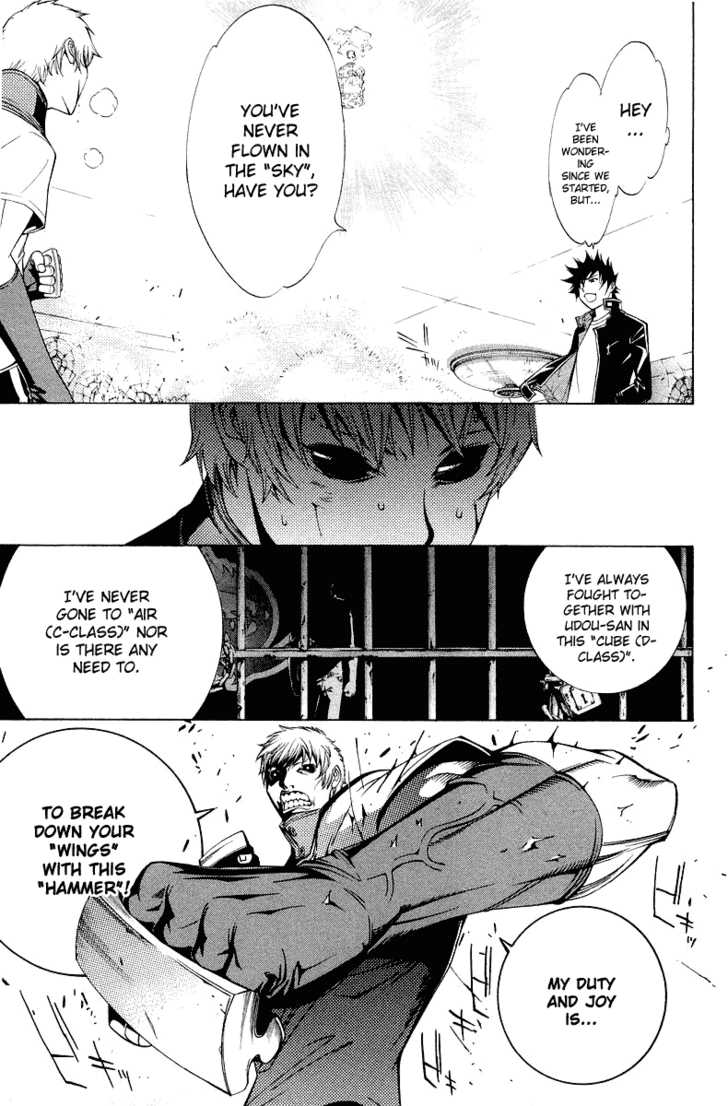 HEY
...
I'VE
BEEN
WONDER-
ING
SINCE WE
STARTED,
BUT...
YOU'VE
NEVER
FLOWN IN
THE "SKY",
HAVE YOU?
I'VE ALWAYS
FOUGHT TO-
GETHER WITH
UDOU-SAN IN
THIS "CUBE (D-
CLASS)".
I'VE NEVER
GONE TO "AIR
(C-CLASS)" NOR
IS THERE ANY
NEED TO.
MY DUTY
AND JOY
IS...
TO BREAK
DOWN YOUR
"WINGS"
WITH THIS
"HAMMER"!